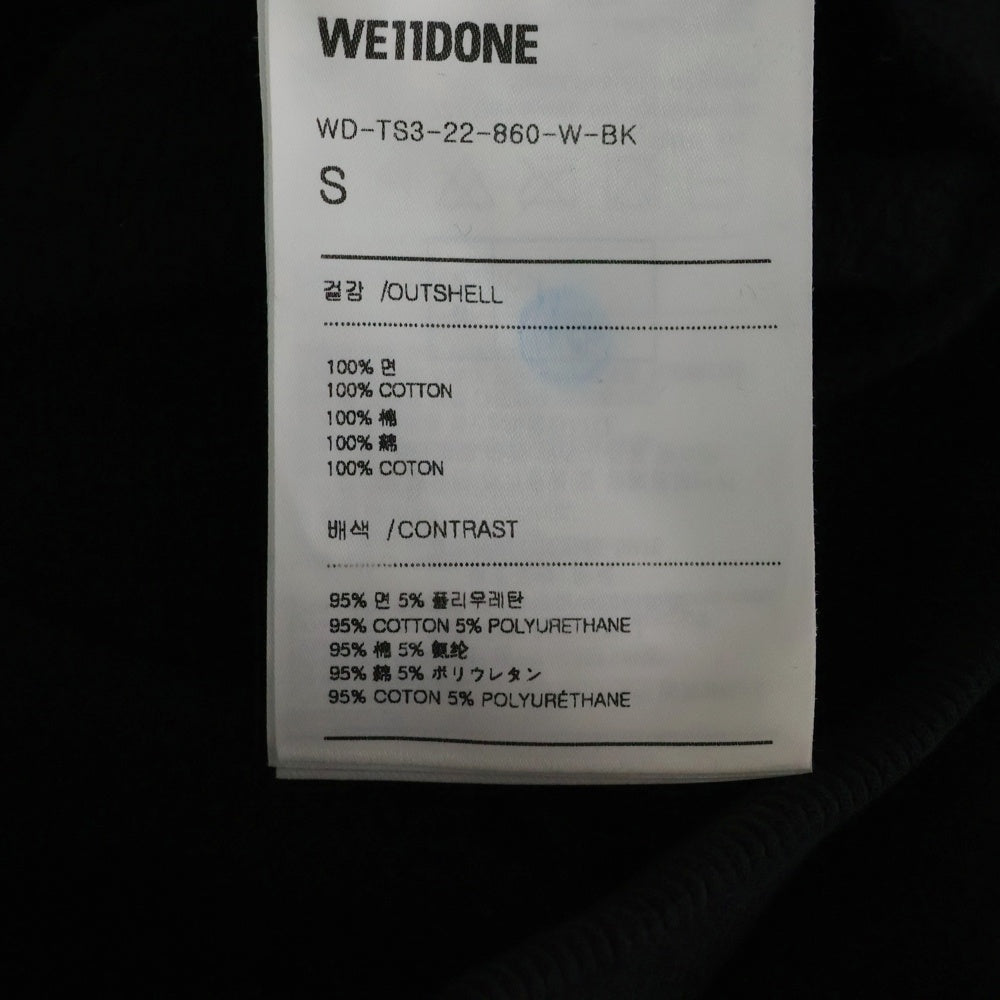 WE11DONE
WD-TS3-22-860-W-BK
S
겉감 /OUTSHELL
100% 면
100% COTTON
100% 棉
100% 綿
100% COTON
배색 /CONTRAST
95% 면 5% 폴리우레탄
95% COTTON 5% POLYURETHANE
95% 棉 5% 氨纶
95% 綿 5% ポリウレタン
95% COTON 5% POLYURÉTHANE